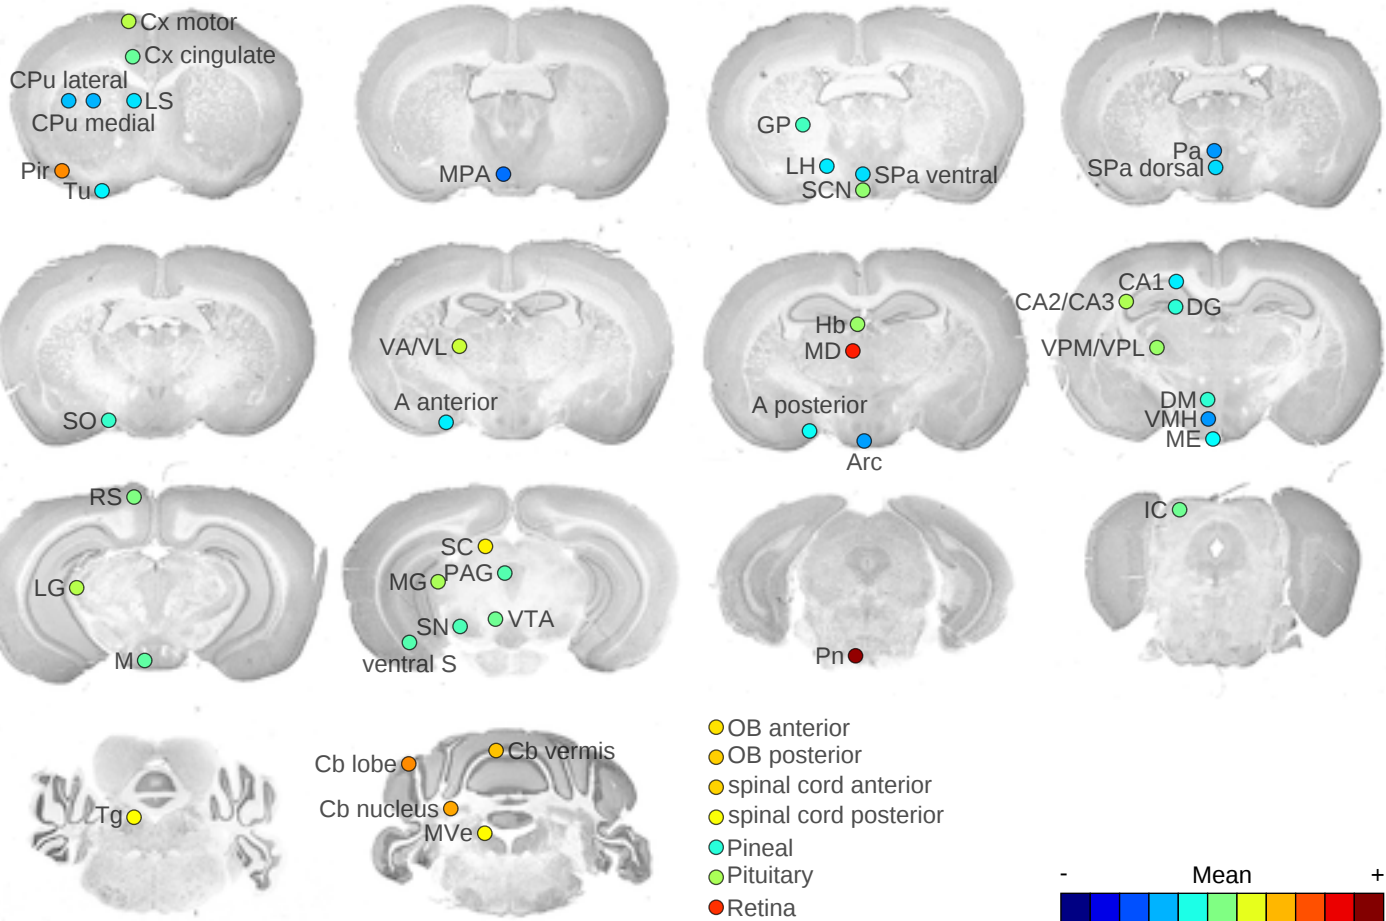 Cx motor
Cx cingulate
CPu lateral
LS
CPu medial
Pir
Tu
MPA
GP
LH
SPa ventral
SCN
Pa
SPa dorsal
SO
VA/VL
A anterior
Hb
MD
A posterior
Arc
CA1
CA2/CA3
DG
VPM/VPL
DM
VMH
ME
RS
LG
M
SC
MG
PAG
SN
VTA
ventral S
Pn
IC
Tg
Cb lobe
Cb vermis
Cb nucleus
MVe
OB anterior
OB posterior
spinal cord anterior
spinal cord posterior
Pineal
Pituitary
Retina
- Mean +